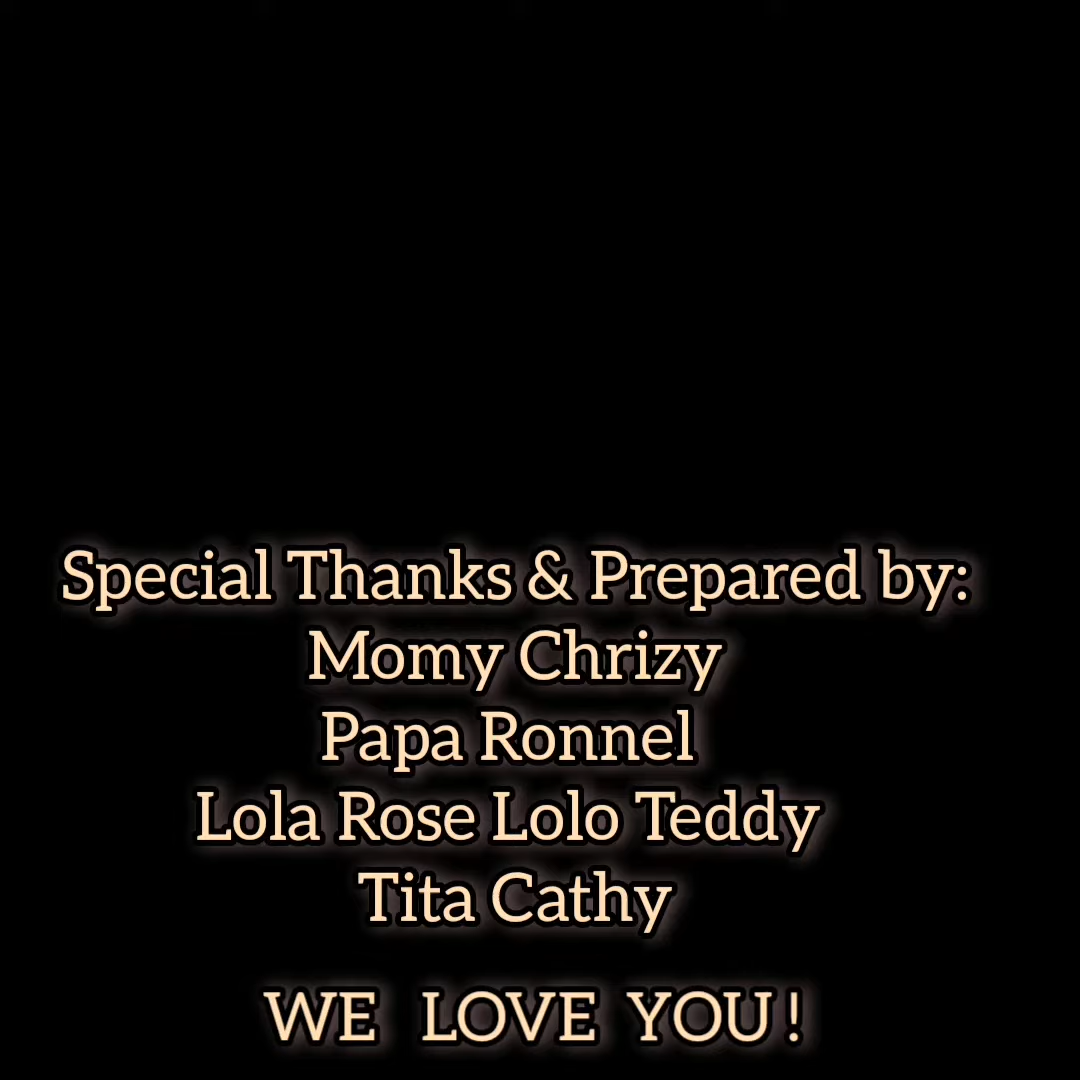 Special Thanks & Prepared by:
Momy Chrizy
Papa Ronnel
Lola Rose Lolo Teddy
Tita Cathy
WE LOVE YOU!